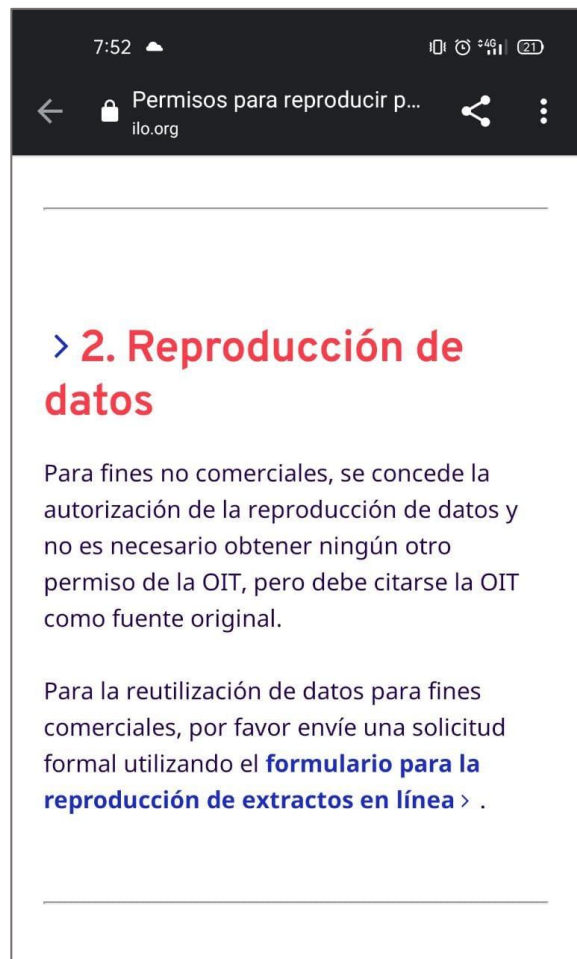 7:52
4G
21
Permisos para reproducir p...
ilo.org
> 2. Reproducción de
datos
Para fines no comerciales, se concede la
autorización de la reproducción de datos y
no es necesario obtener ningún otro
permiso de la OIT, pero debe citarse la OIT
como fuente original.
Para la reutilización de datos para fines
comerciales, por favor envíe una solicitud
formal utilizando el formulario para la
reproducción de extractos en línea > .